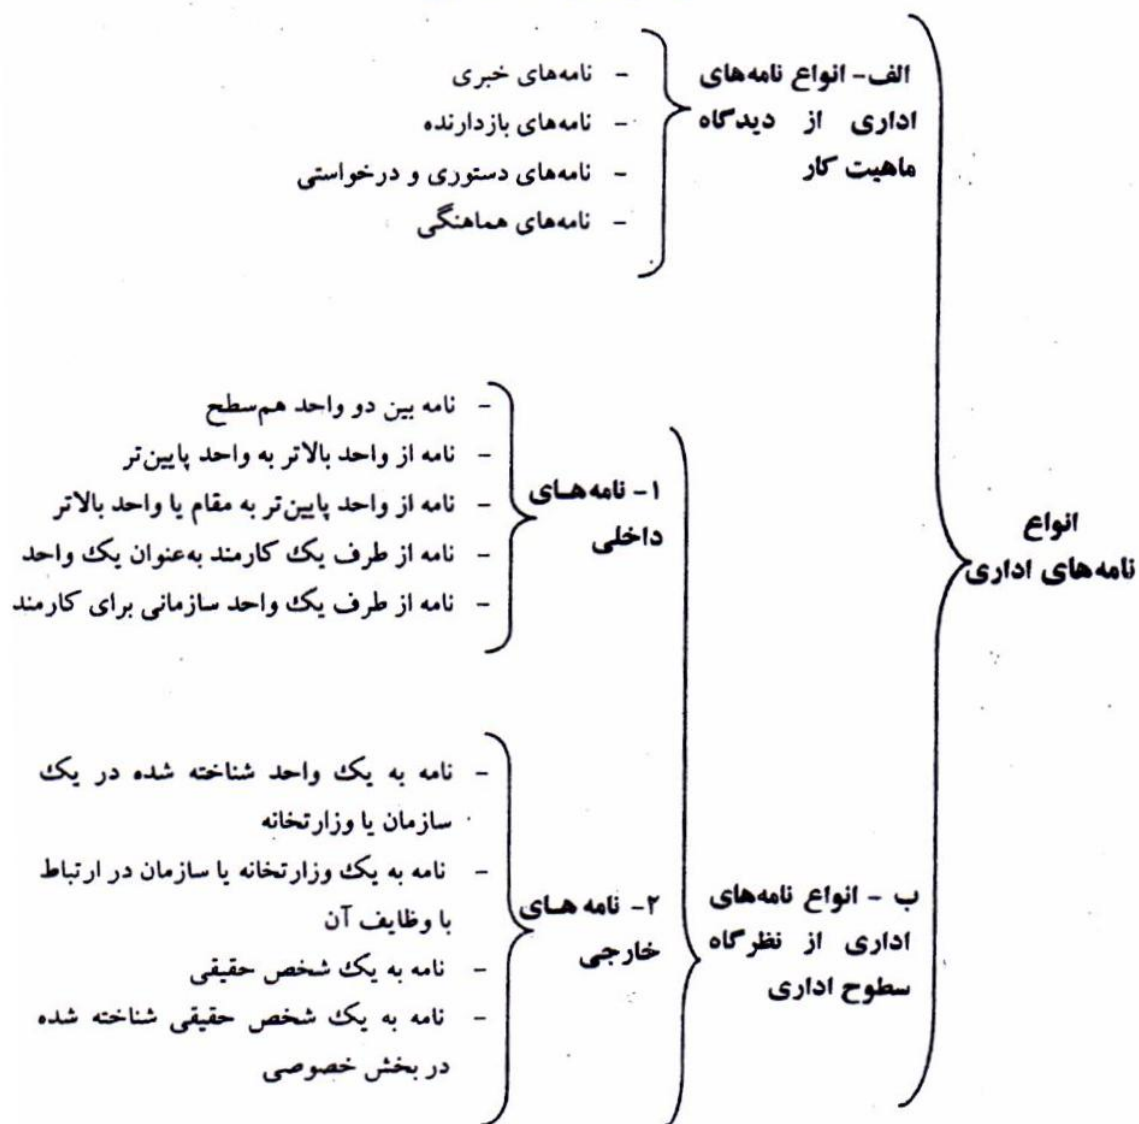 انواع
نامه‌های اداری
الف- انواع نامه‌های
اداری از دیدگاه
ماهیت کار
- نامه‌های خبری
- نامه‌های بازدارنده
- نامه‌های دستوری و درخواستی
- نامه‌های هماهنگی
ب - انواع نامه‌های
اداری از نظرگاه
سطوح اداری
۱- نامه‌های
داخلی
- نامه بین دو واحد هم‌سطح
- نامه از واحد بالاتر به واحد پایین‌تر
- نامه از واحد پایین‌تر به مقام یا واحد بالاتر
- نامه از طرف یک کارمند به‌عنوان یک واحد
- نامه از طرف یک واحد سازمانی برای کارمند
۲- نامه های
خارجی
- نامه به یک واحد شناخته شده در یک
سازمان یا وزارتخانه
- نامه به یک وزارتخانه یا سازمان در ارتباط
با وظایف آن
- نامه به یک شخص حقیقی
- نامه به یک شخص حقیقی شناخته شده
در بخش خصوصی